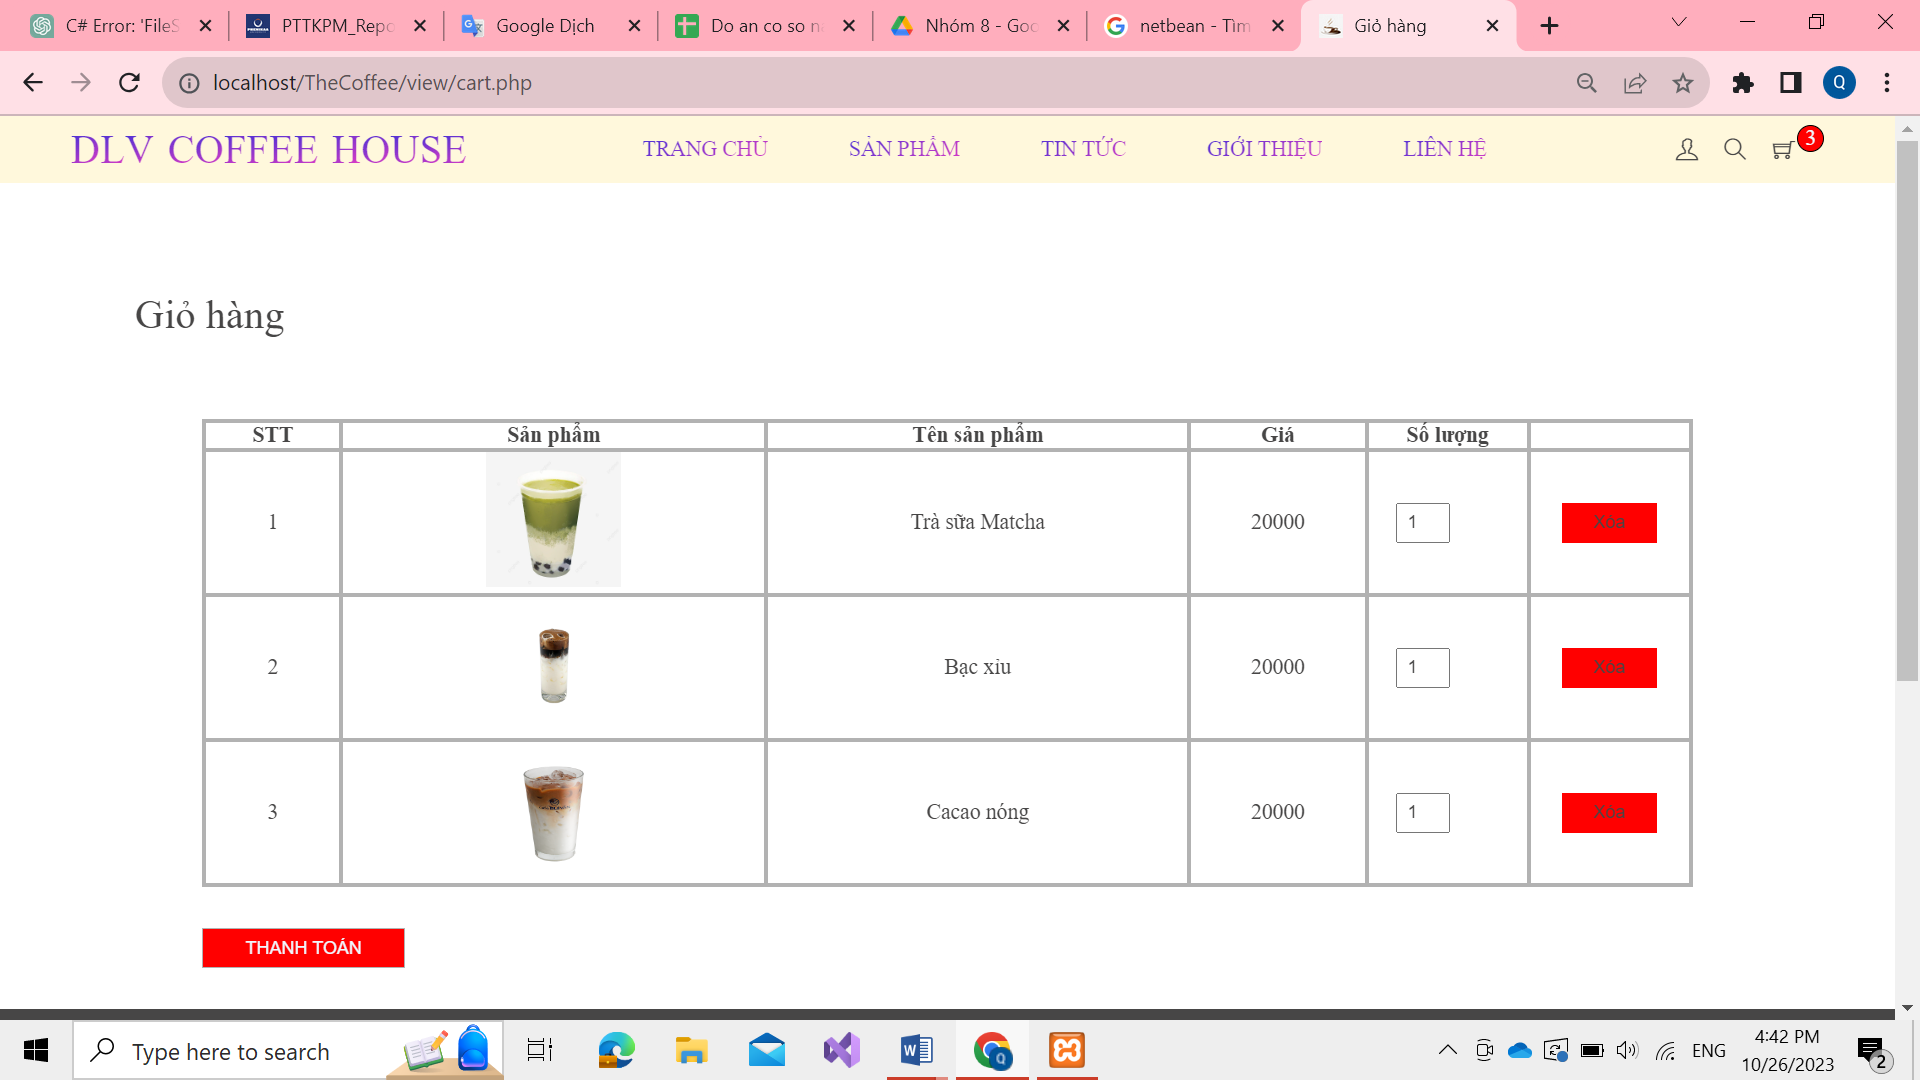 C# Error: 'FileS
PTTKPM_Repo
Google Dịch
Do an co so n
Nhóm 8 - Goo
netbean - Tìm
Giỏ hàng
localhost/TheCoffee/view/cart.php
Q
DLV COFFEE HOUSE
TRANG CHỦ
SẢN PHẨM
TIN TỨC
GIỚI THIỆU
LIÊN HỆ
3
Giỏ hàng
STT Sản phẩm Tên sản phẩm Giá Số lượng
1 Trà sữa Matcha 20000 1 Xóa
2 Bạc xỉu 20000 1 Xóa
3 Cacao nóng 20000 1 Xóa
THANH TOÁN
Type here to search
ENG
4:42 PM
10/26/2023
2